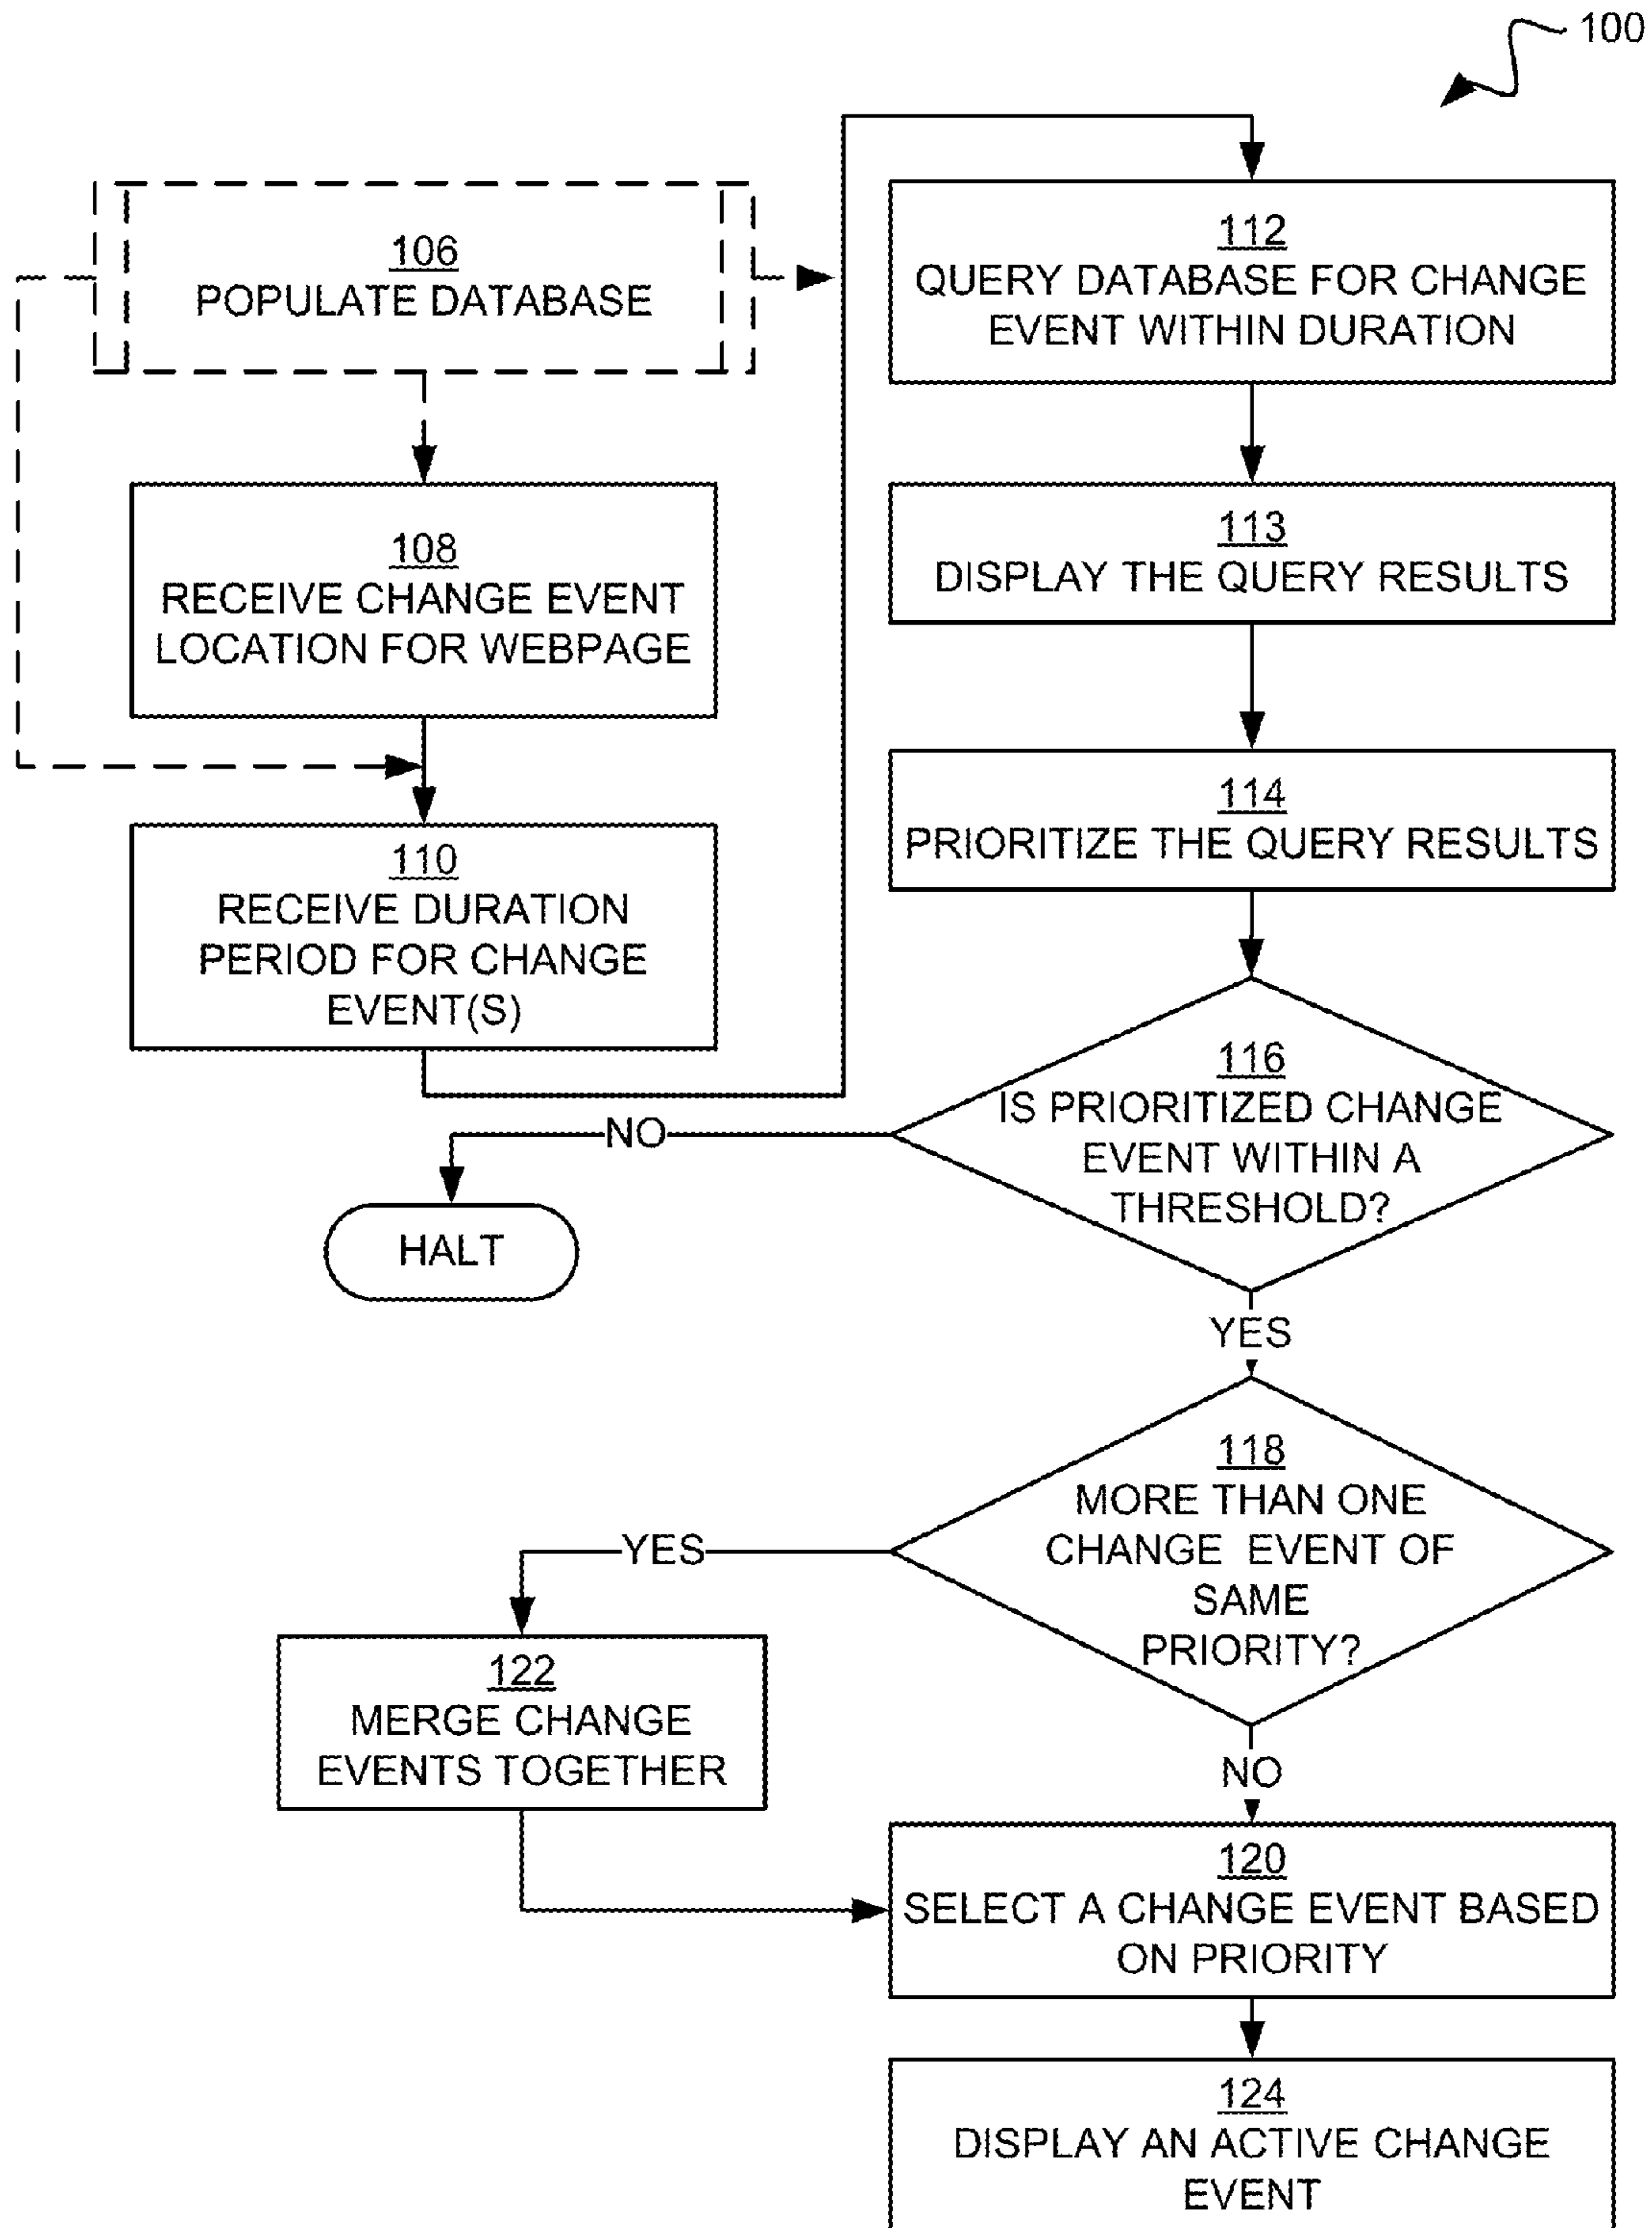 100
106
POPULATE DATABASE
108
RECEIVE CHANGE EVENT
LOCATION FOR WEBPAGE
110
RECEIVE DURATION
PERIOD FOR CHANGE
EVENT(S)
112
QUERY DATABASE FOR CHANGE
EVENT WITHIN DURATION
113
DISPLAY THE QUERY RESULTS
114
PRIORITIZE THE QUERY RESULTS
116
IS PRIORITIZED CHANGE
EVENT WITHIN A
THRESHOLD?
NO
HALT
YES
118
MORE THAN ONE
CHANGE EVENT OF
SAME
PRIORITY?
YES
122
MERGE CHANGE
EVENTS TOGETHER
NO
120
SELECT A CHANGE EVENT BASED
ON PRIORITY
124
DISPLAY AN ACTIVE CHANGE
EVENT